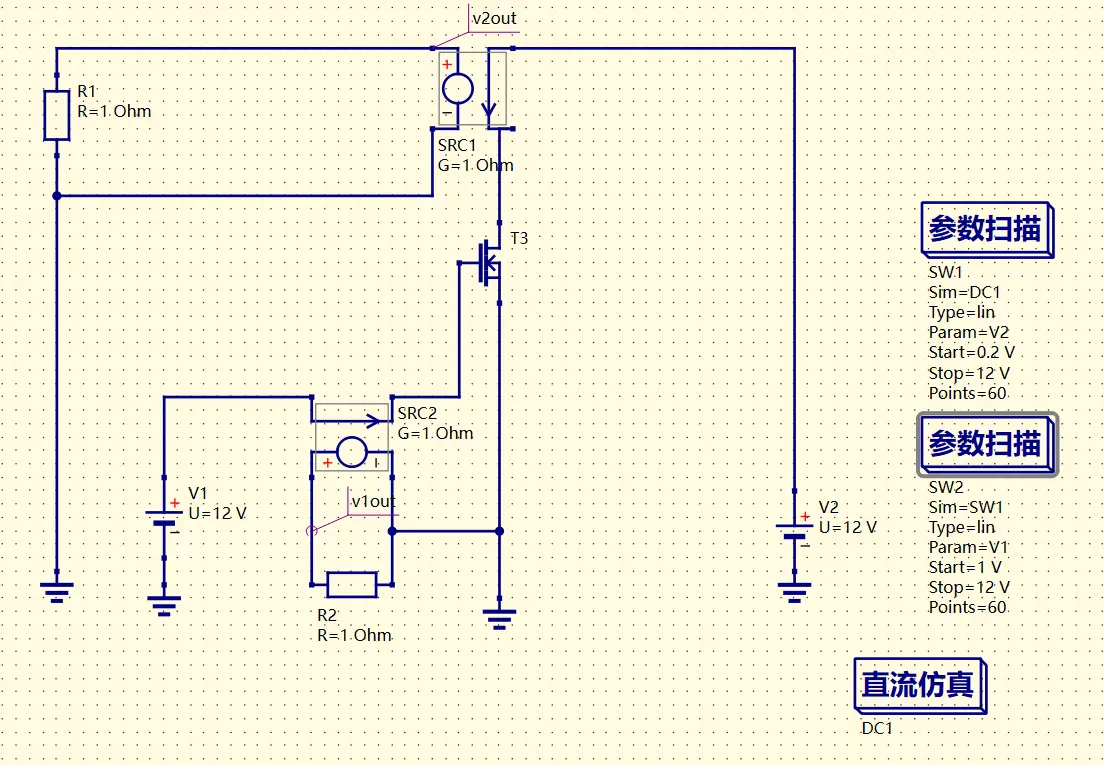 v2out
R1
R=1 Ohm
SRC1
G=1 Ohm
T3
参数扫描
SW1
Sim=DC1
Type=lin
Param=V2
Start=0.2 V
Stop=12 V
Points=60
SRC2
G=1 Ohm
参数扫描
SW2
Sim=SW1
Type=lin
Param=V1
Start=1 V
Stop=12 V
Points=60
V1
U=12 V
v1out
V2
U=12 V
R2
R=1 Ohm
直流仿真
DC1